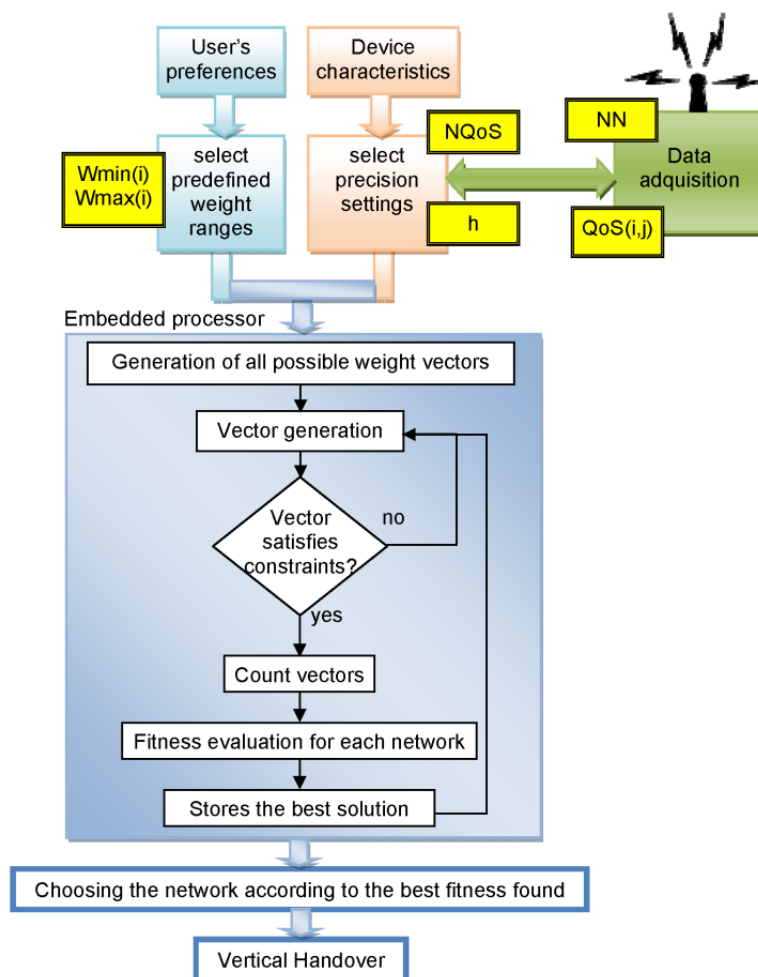 User's
preferences
Device
characteristics
Wmin(i)
Wmax(i)
select
predefined
weight
ranges
select
precision
settings
NQoS
h
NN
Data
adquisition
QoS(i,j)
Embedded processor
Generation of all possible weight vectors
Vector generation
Vector
satisfies
constraints?
no
yes
Count vectors
Fitness evaluation for each network
Stores the best solution
Choosing the network according to the best fitness found
Vertical Handover